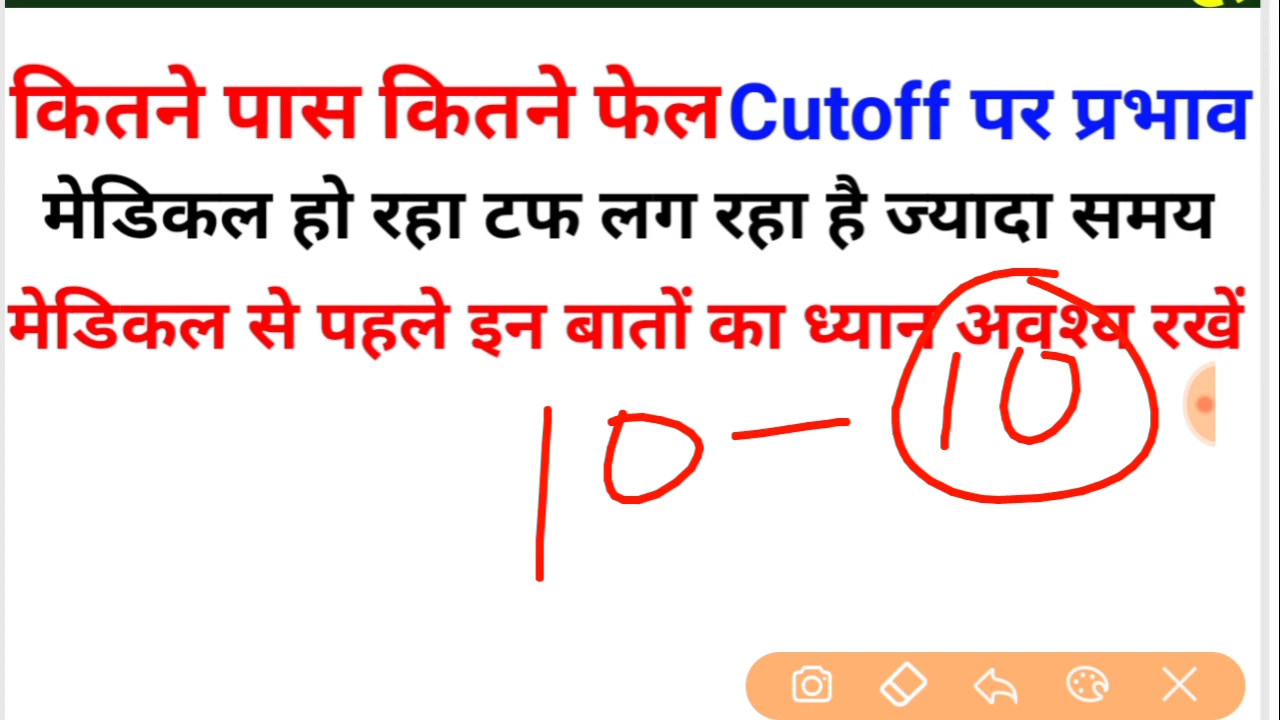 कितने पास कितने फेल Cutoff पर प्रभाव
मेडिकल हो रहा टफ लग रहा है ज्यादा समय
मेडिकल से पहले इन बातों का ध्यान अवश्य रखें
10 - 10